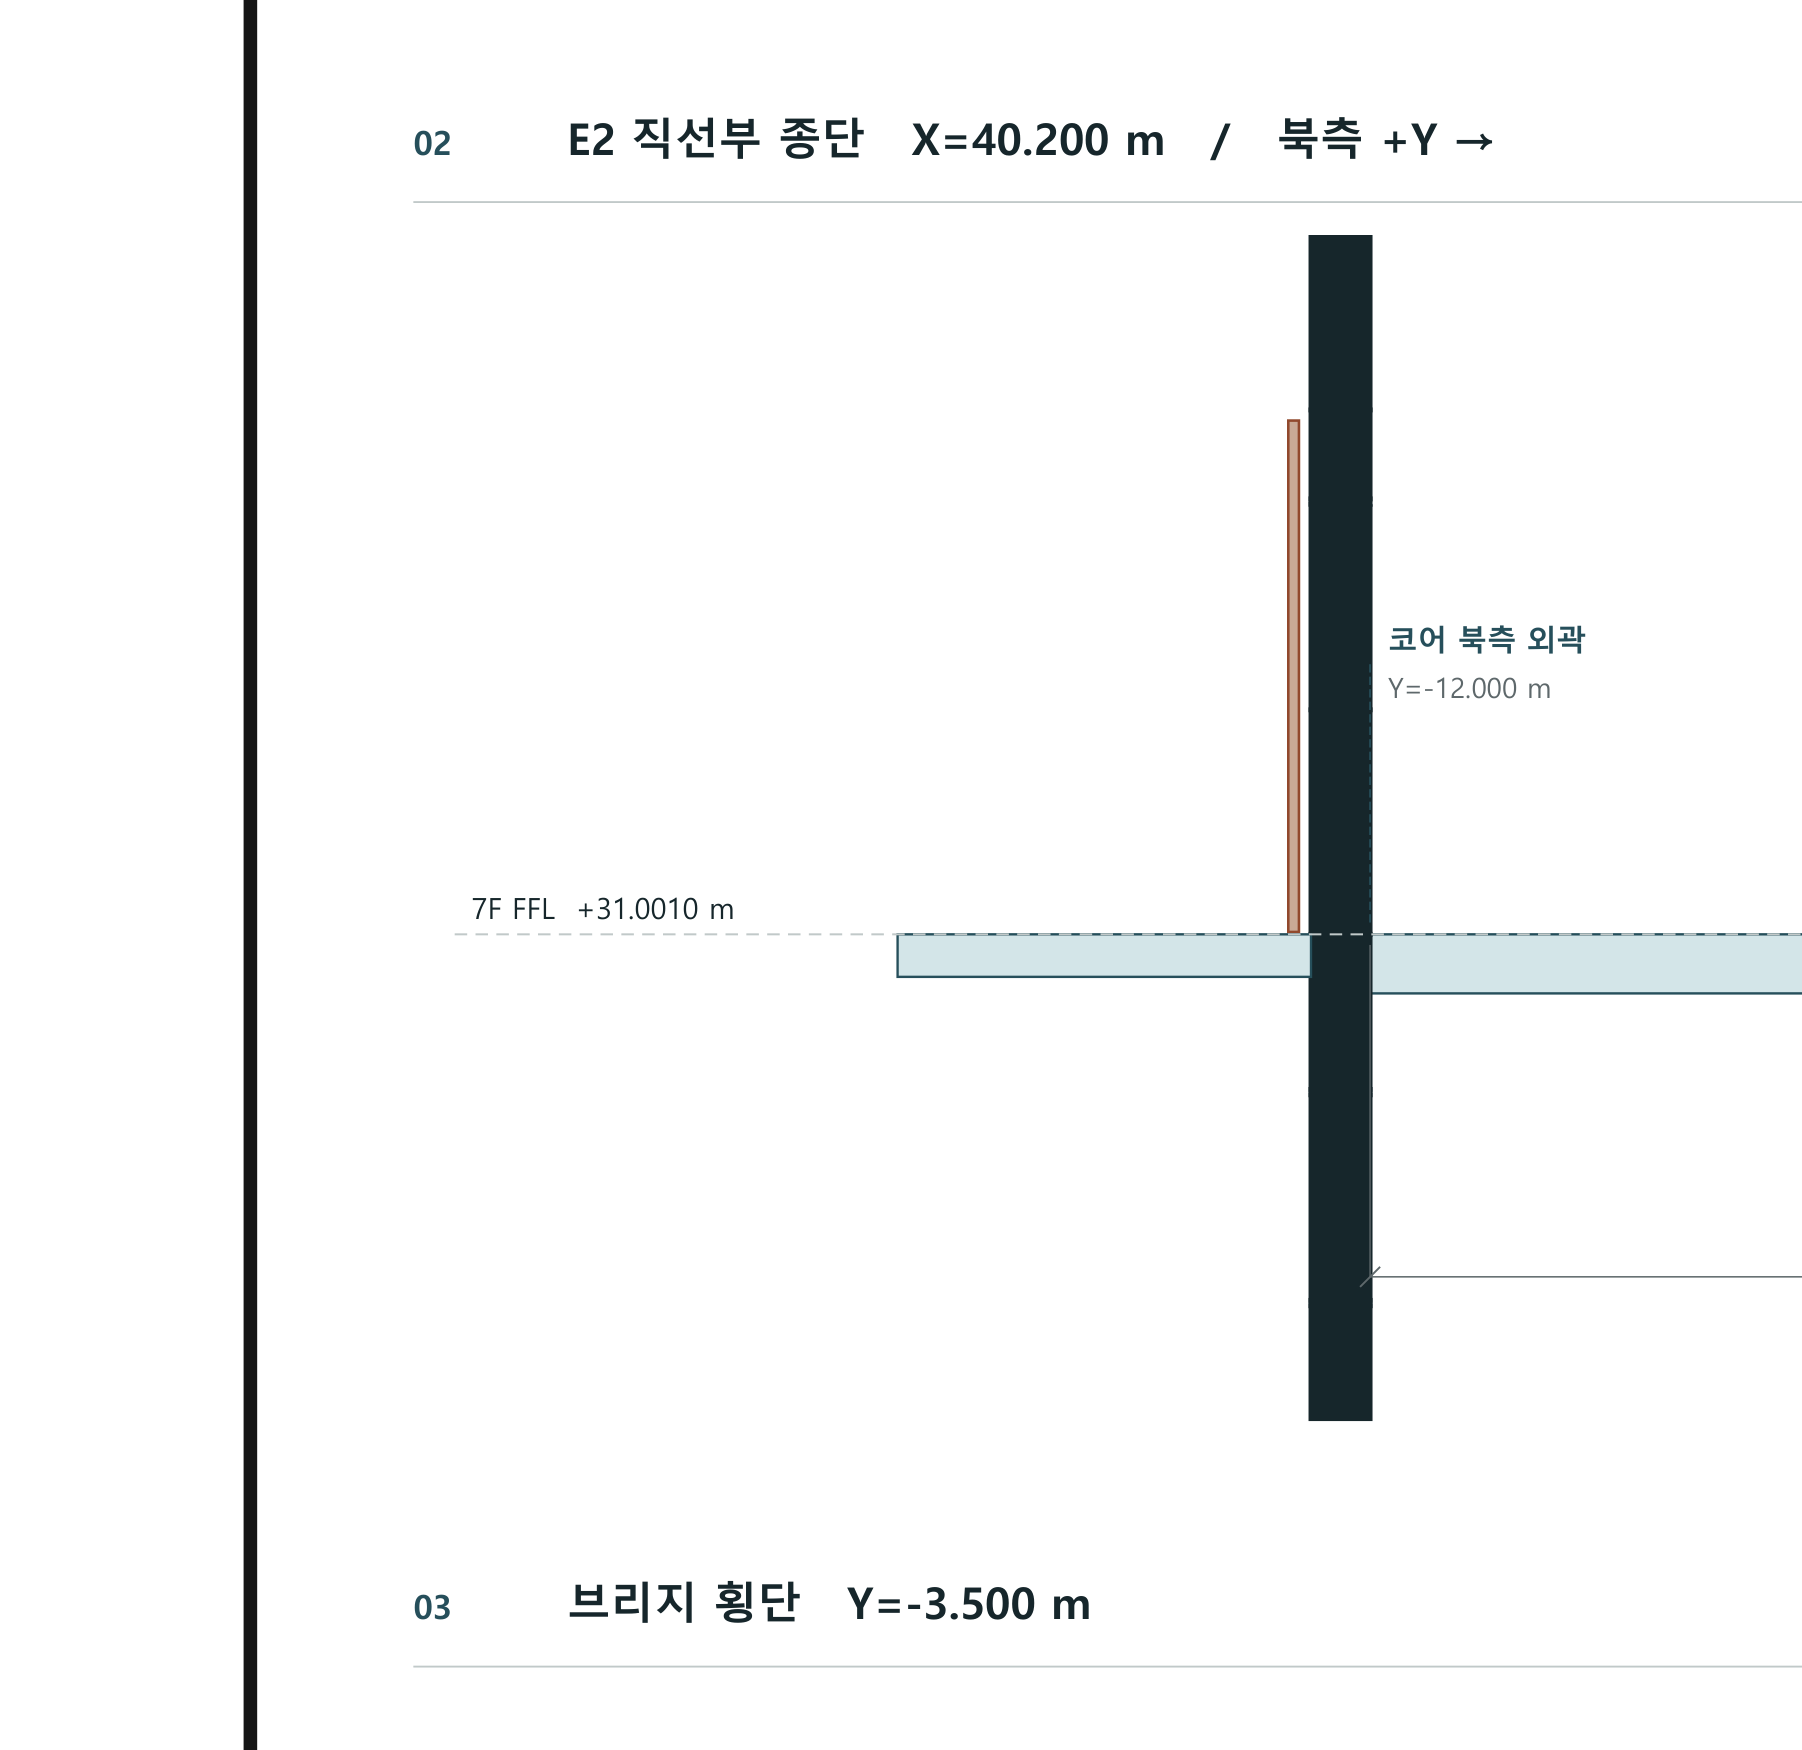 02 E2 직선부 종단 X=40.200 m / 북측 +Y →
코어 북측 외곽
Y=-12.000 m
7F FFL +31.0010 m
03 브리지 횡단 Y=-3.500 m